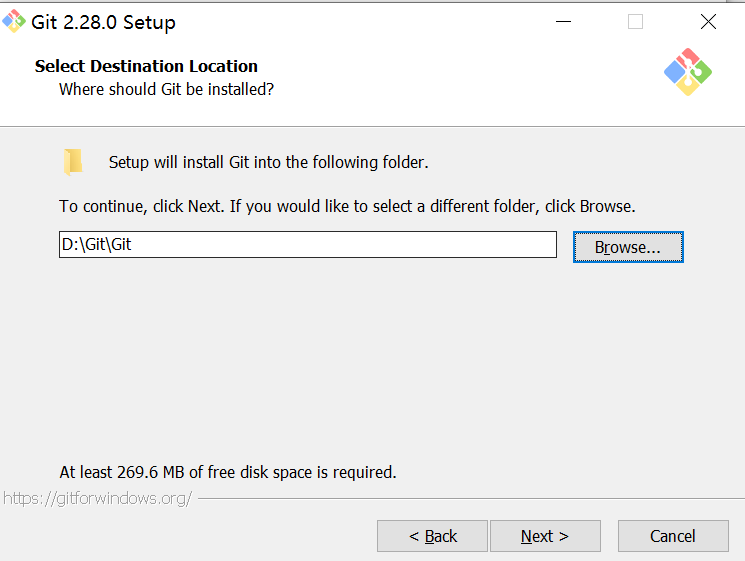 Git 2.28.0 Setup
Select Destination Location
Where should Git be installed?
Setup will install Git into the following folder.
To continue, click Next. If you would like to select a different folder, click Browse.
D:\Git\Git
Browse...
At least 269.6 MB of free disk space is required.
https://gitforwindows.org/
< Back
Next >
Cancel